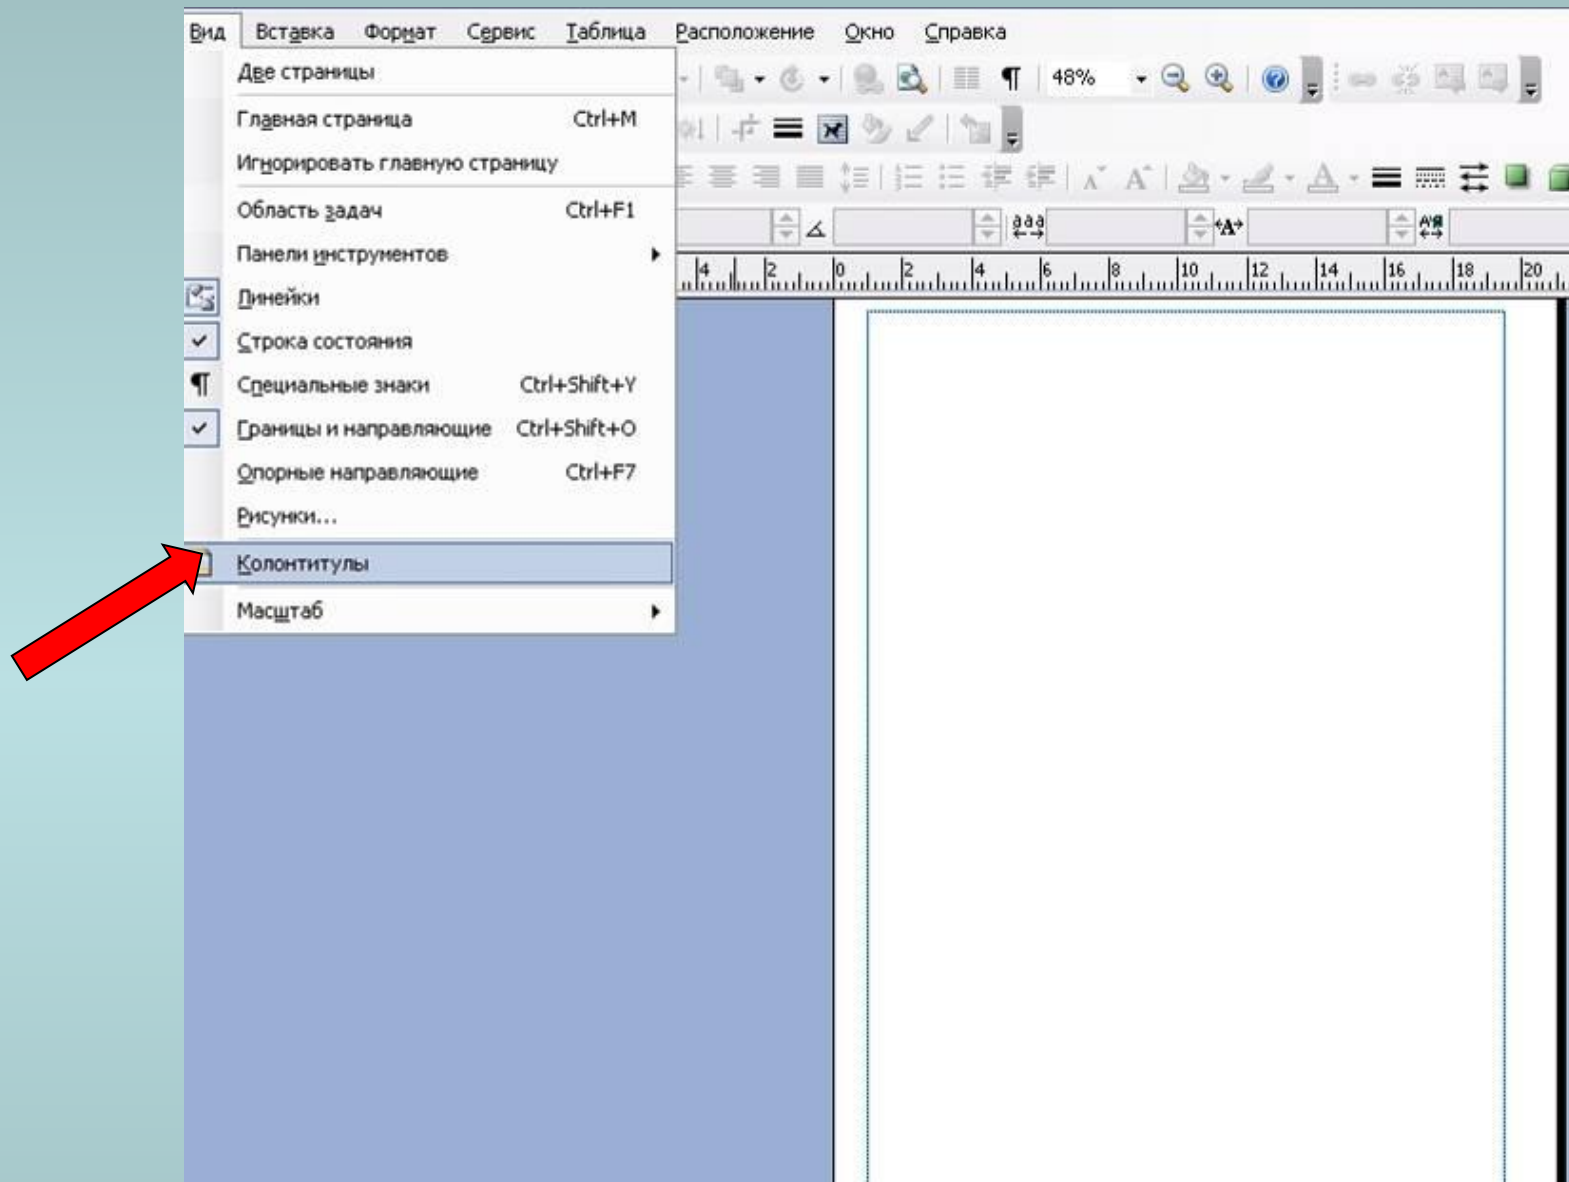 Вид Вставка Формат Сервис Таблица Расположение Окно Справка
Две страницы
48%
Главная страница Ctrl+M
Игнорировать главную страницу
Область задач Ctrl+F1
Панели инструментов
4 2 0 2 4 6 8 10 12 14 16 18 20
Линейки
Строка состояния
Специальные знаки Ctrl+Shift+Y
Границы и направляющие Ctrl+Shift+O
Опорные направляющие Ctrl+F7
Рисунки...
Колонтитулы
Масштаб